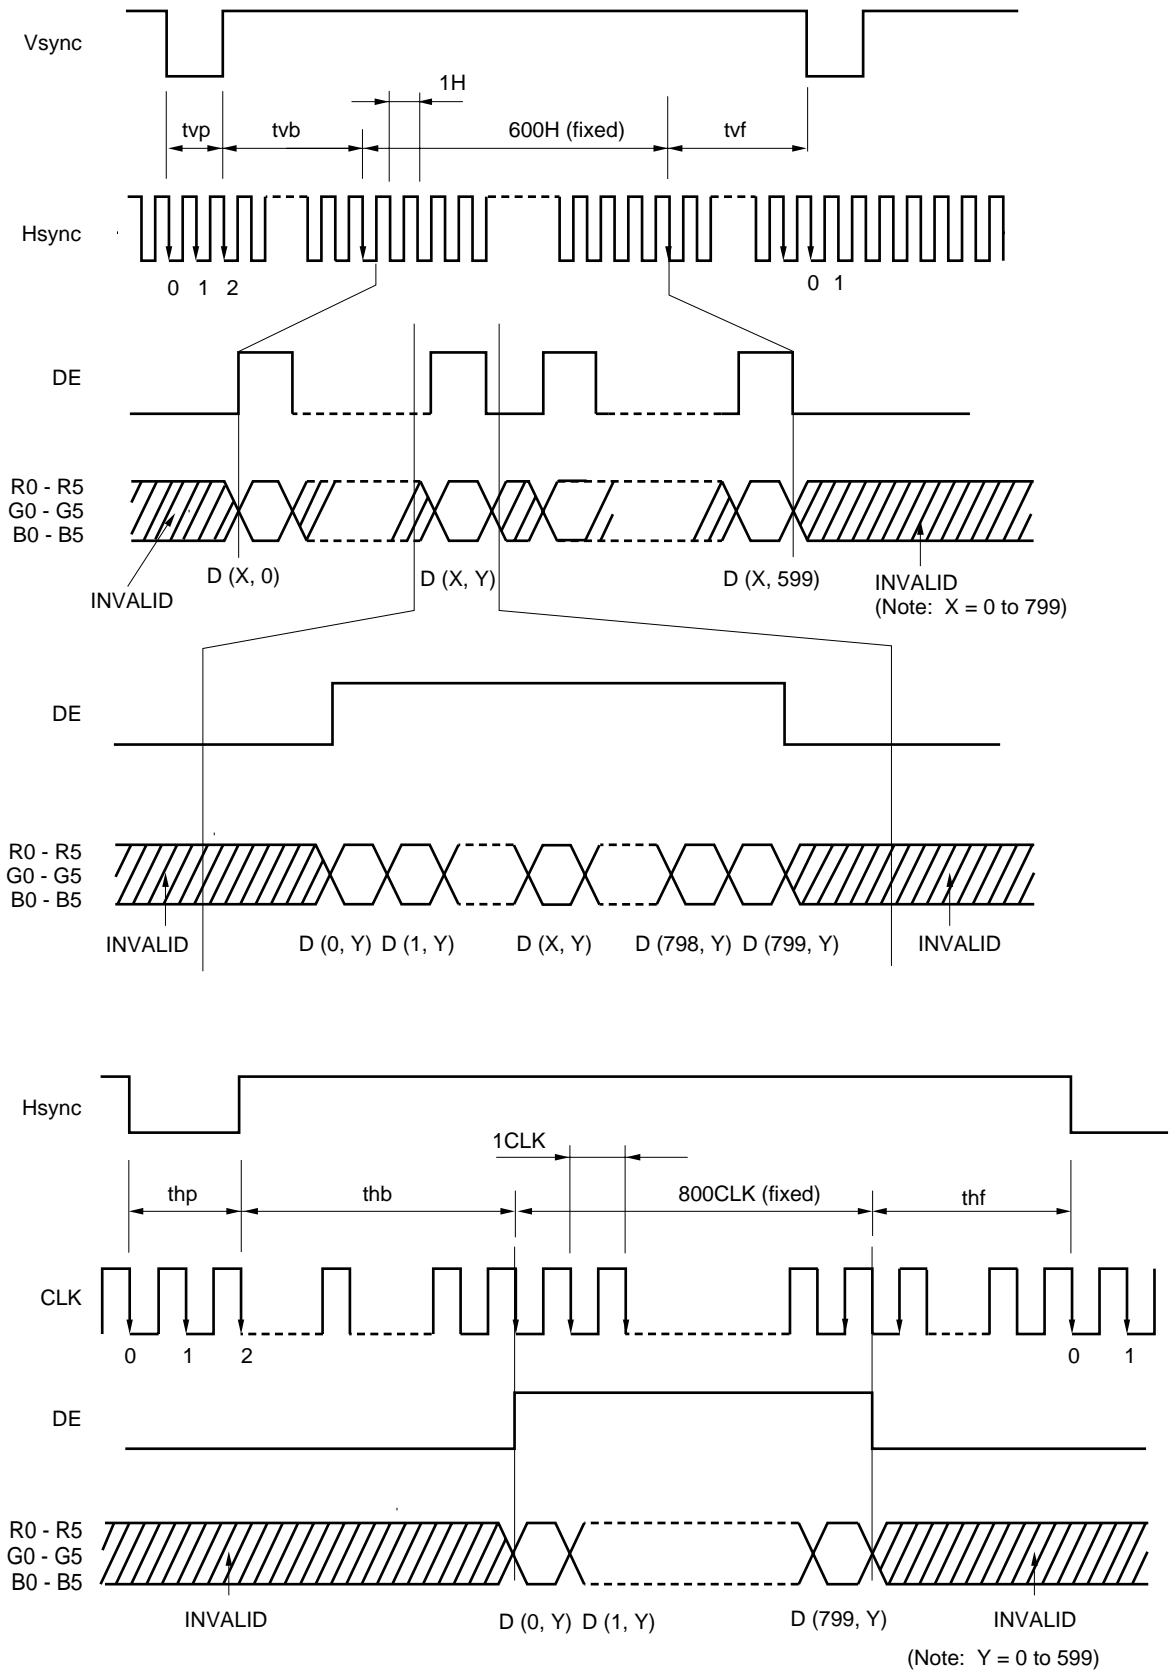 Vsync
1H
tvp
tvb
600H (fixed)
tvf
Hsync
0 1 2
0 1
DE
R0 - R5
G0 - G5
B0 - B5
D (X, 0)
D (X, Y)
D (X, 599)
INVALID
INVALID
(Note: X = 0 to 799)
DE
R0 - R5
G0 - G5
B0 - B5
INVALID
D (0, Y)
D (1, Y)
D (X, Y)
D (798, Y)
D (799, Y)
INVALID
Hsync
1CLK
thp
thb
800CLK (fixed)
thf
CLK
0 1 2
0 1
DE
R0 - R5
G0 - G5
B0 - B5
INVALID
D (0, Y)
D (1, Y)
D (799, Y)
INVALID
(Note: Y = 0 to 599)